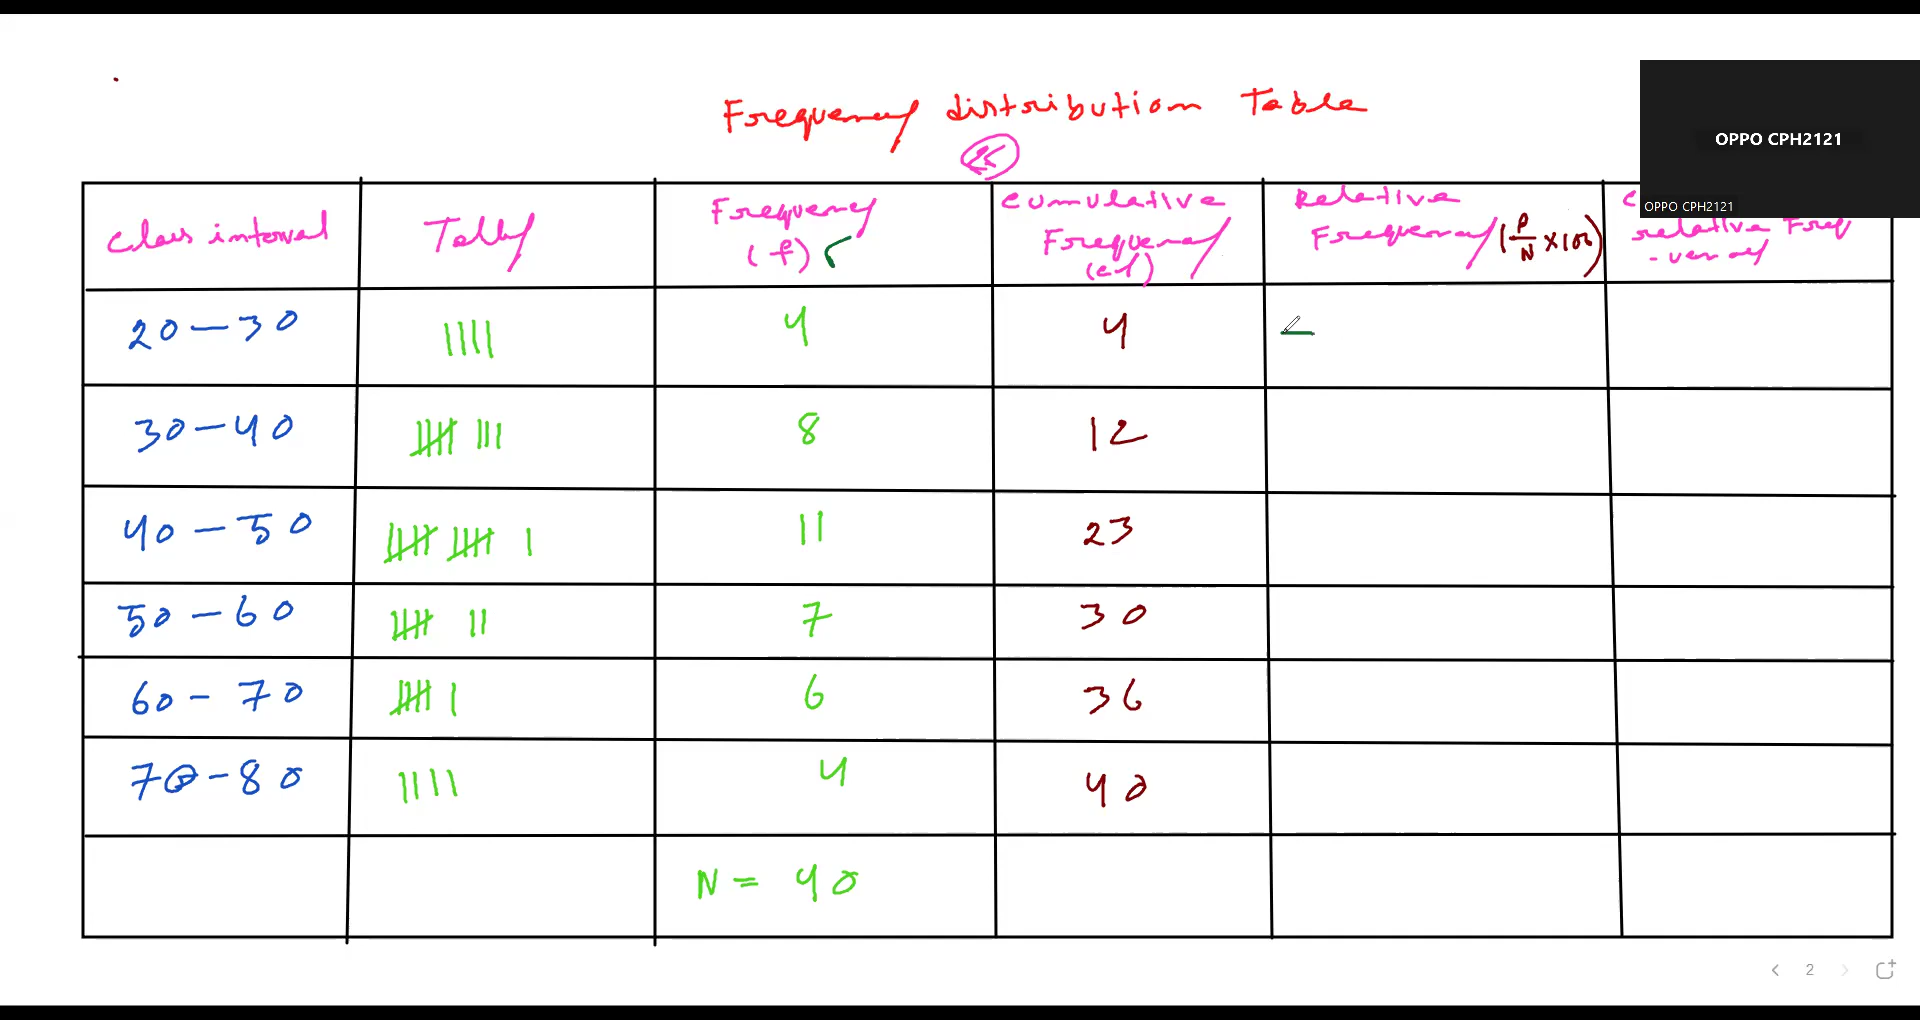 Frequency distribution Table
25
OPPO CPH2121
OPPO CPH2121
Class interval Tally Frequency (f) Cumulative Frequency (cf) Relative Frequency (f/N × 100) relative Freq
20 – 30 |||| 4 4
30 – 40 8 12
40 – 50 11 23
50 – 60 7 30
60 – 70 6 36
70 – 80 |||| 4 40
N = 40
2